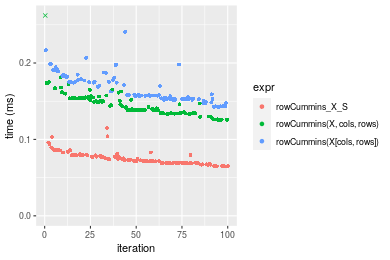 time (ms)
0.2
0.1
0.0
0
25
50
75
100
iteration
expr
rowCummins_X_S
rowCummins(X, cols, rows)
rowCummins(X[cols, rows])